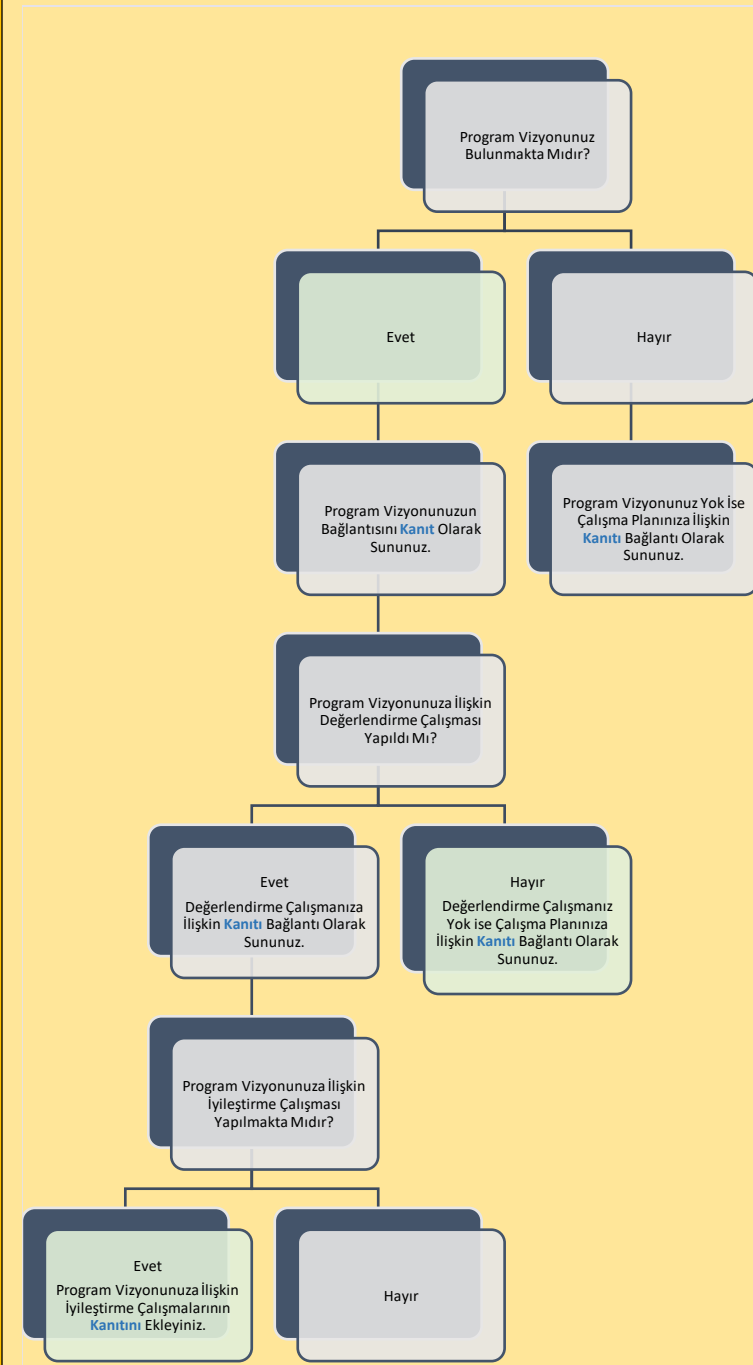 Program Vizyonunuz
Bulunmakta Mıdır?
Evet
Hayır
Program Vizyonunuzun
Bağlantısını Kanıt Olarak
Sununuz.
Program Vizyonunuz Yok İse
Çalışma Planınıza İlişkin
Kanıtı Bağlantı Olarak
Sununuz.
Program Vizyonunuza İlişkin
Değerlendirme Çalışması
Yapıldı Mı?
Evet
Değerlendirme Çalışmanıza
İlişkin Kanıtı Bağlantı Olarak
Sununuz.
Hayır
Değerlendirme Çalışmanız
Yok ise Çalışma Planınıza
İlişkin Kanıtı Bağlantı Olarak
Sununuz.
Program Vizyonunuza İlişkin
İyileştirme Çalışması
Yapılmakta Mıdır?
Evet
Program Vizyonunuza İlişkin
İyileştirme Çalışmalarının
Kanıtını Ekleyiniz.
Hayır